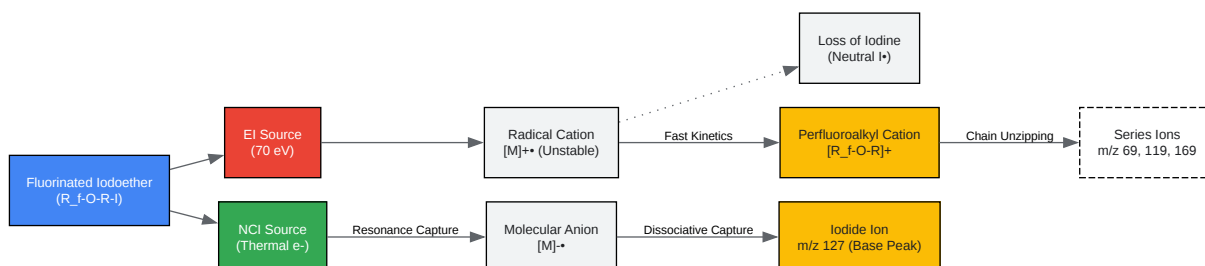 Loss of Iodine
(Neutral I•)
EI Source
(70 eV)
Radical Cation
[M]+• (Unstable)
Fast Kinetics
Perfluoroalkyl Cation
[R_f-O-R]+
Chain Unzipping
Series Ions
m/z 69, 119, 169
Fluorinated Iodoether
(R_f-O-R-I)
NCI Source
(Thermal e-)
Resonance Capture
Molecular Anion
[M]-•
Dissociative Capture
Iodide Ion
m/z 127 (Base Peak)